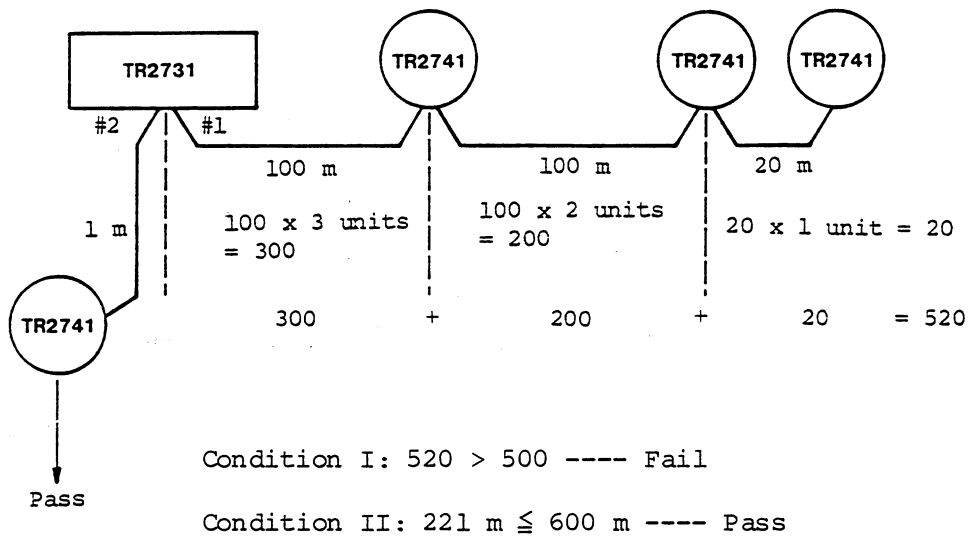 TR2731
TR2741
TR2741
TR2741
#2
#1
100 m
100 m
20 m
1 m
100 x 3 units
= 300
100 x 2 units
= 200
20 x 1 unit = 20
TR2741
300 + 200 + 20 = 520
Condition I: 520 > 500 ---- Fail
Pass
Condition II: 221 m ≦ 600 m ---- Pass